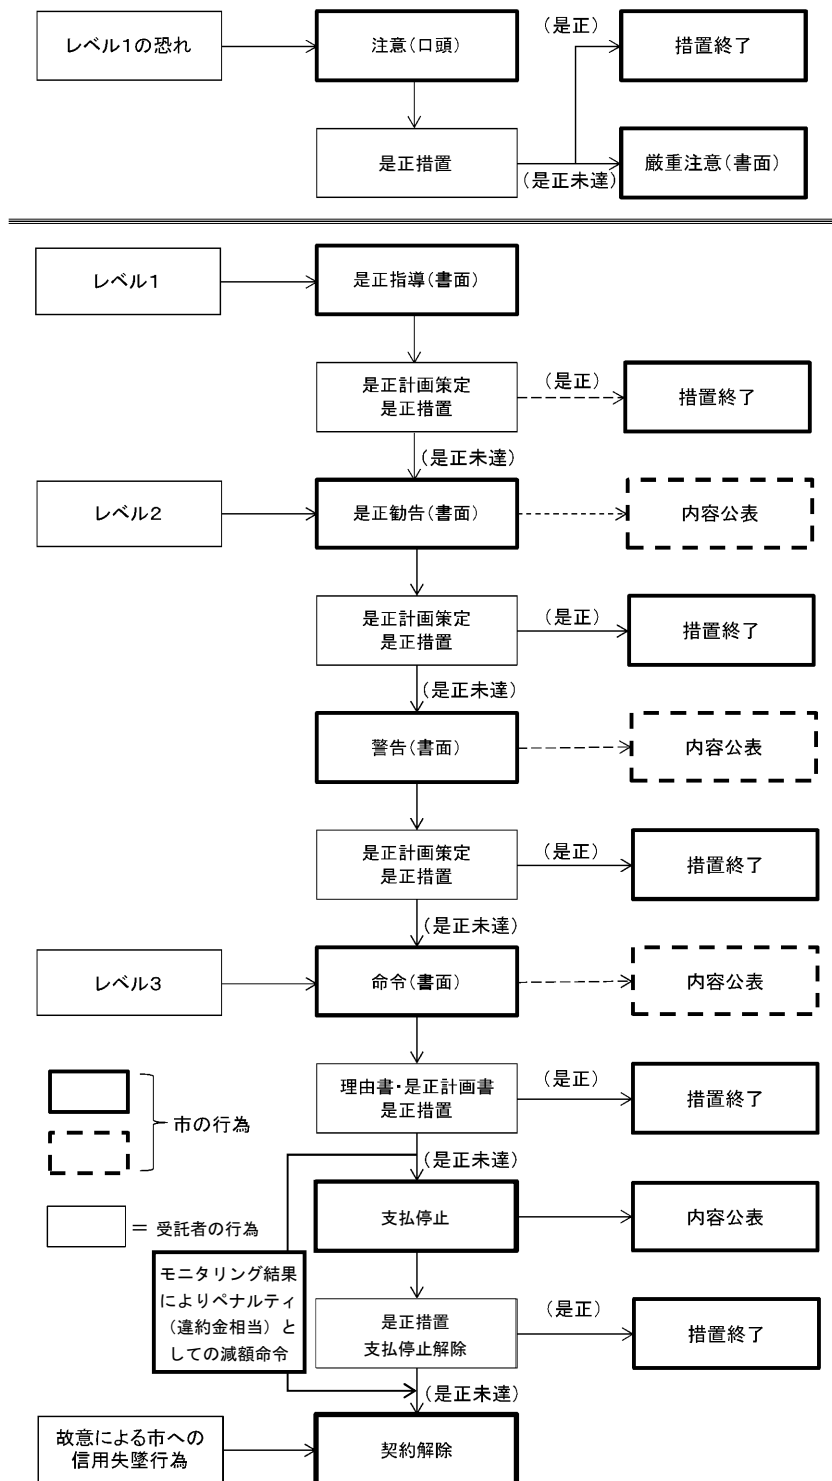 レベル1の恐れ
注意(口頭)
(是正)
措置終了
是正措置
(是正未達)
厳重注意(書面)
レベル1
是正指導(書面)
是正計画策定
是正措置
(是正)
措置終了
(是正未達)
レベル2
是正勧告(書面)
内容公表
是正計画策定
是正措置
(是正)
措置終了
(是正未達)
警告(書面)
内容公表
是正計画策定
是正措置
(是正)
措置終了
(是正未達)
レベル3
命令(書面)
内容公表
理由書・是正計画書
是正措置
(是正)
措置終了
市の行為
(是正未達)
支払停止
内容公表
= 受託者の行為
モニタリング結果
によりペナルティ
(違約金相当)と
しての減額命令
是正措置
支払停止解除
(是正)
措置終了
(是正未達)
故意による市への
信用失墜行為
契約解除